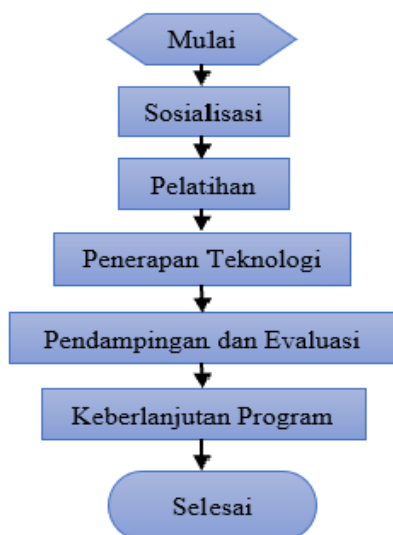 Mulai
Sosialisasi
Pelatihan
Penerapan Teknologi
Pendampingan dan Evaluasi
Keberlanjutan Program
Selesai